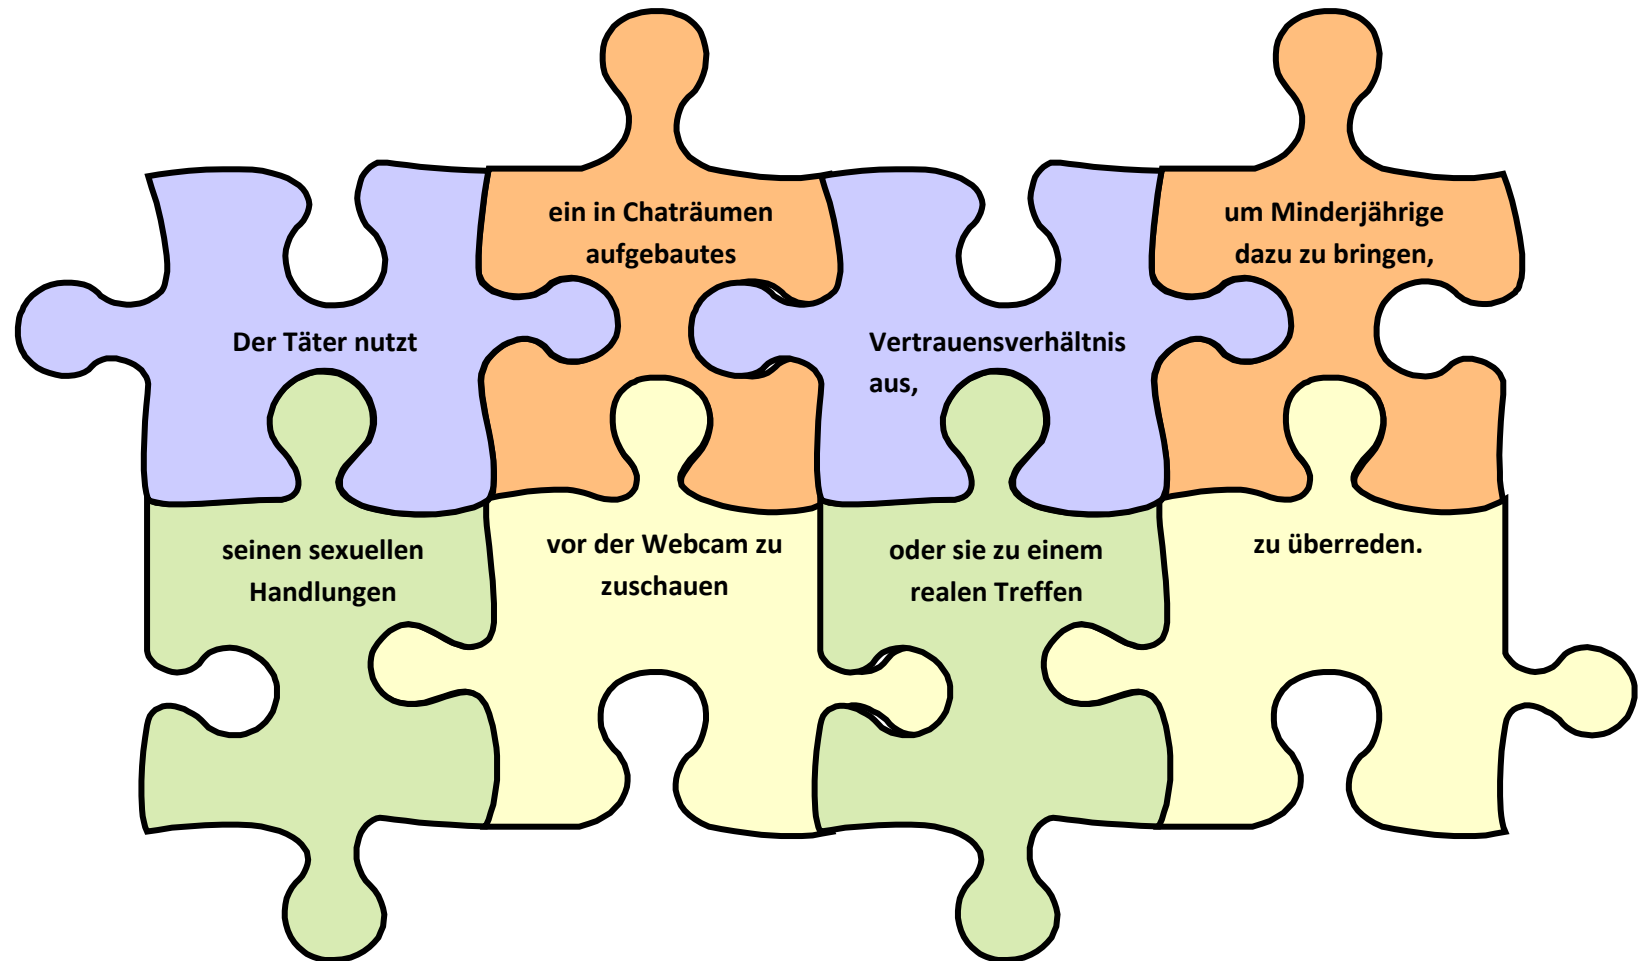 Der Täter nutzt
ein in Chaträumen
aufgebautes
Vertrauensverhältnis
aus,
um Minderjährige
dazu zu bringen,
seinen sexuellen
Handlungen
vor der Webcam zu
zuschauen
oder sie zu einem
realen Treffen
zu überreden.